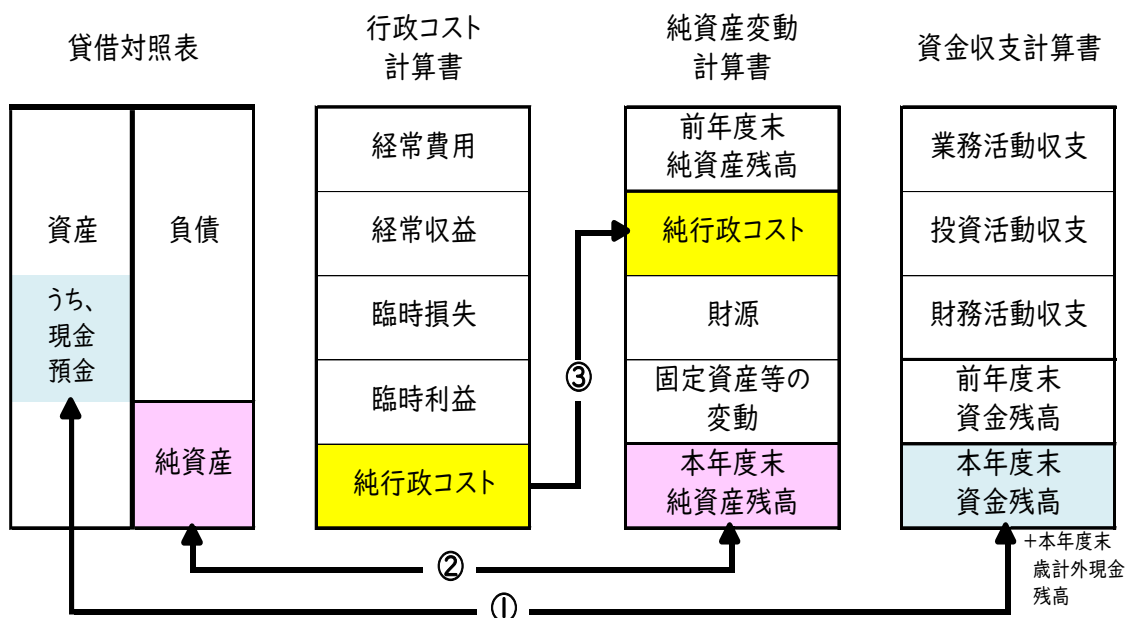 貸借対照表
行政コスト
計算書
純資産変動
計算書
資金収支計算書
資産
うち、
現金
預金
負債
純資産
経常費用
経常収益
臨時損失
臨時利益
純行政コスト
前年度末
純資産残高
純行政コスト
財源
固定資産等の
変動
本年度末
純資産残高
業務活動収支
投資活動収支
財務活動収支
前年度末
資金残高
本年度末
資金残高
+本年度末
歳計外現金
残高
③
②
①